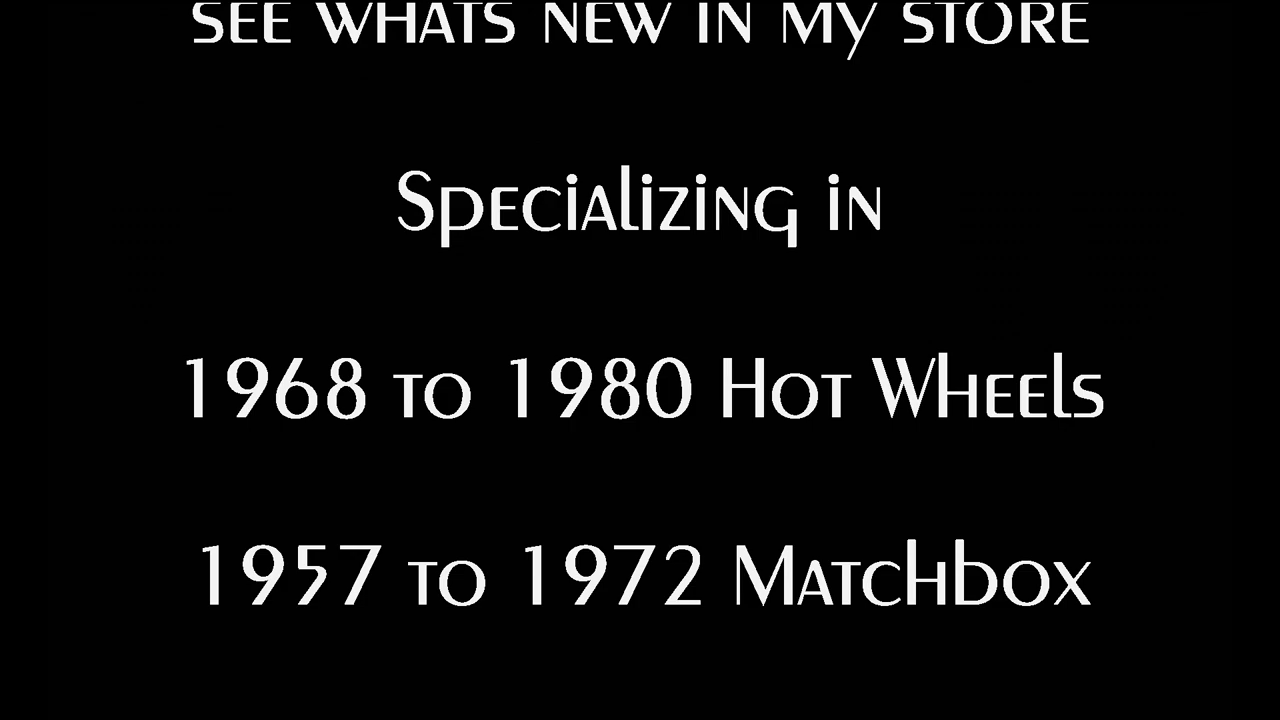 SEE WHATS NEW IN MY STORE
Specializing in
1968 to 1980 Hot Wheels
1957 to 1972 Matchbox